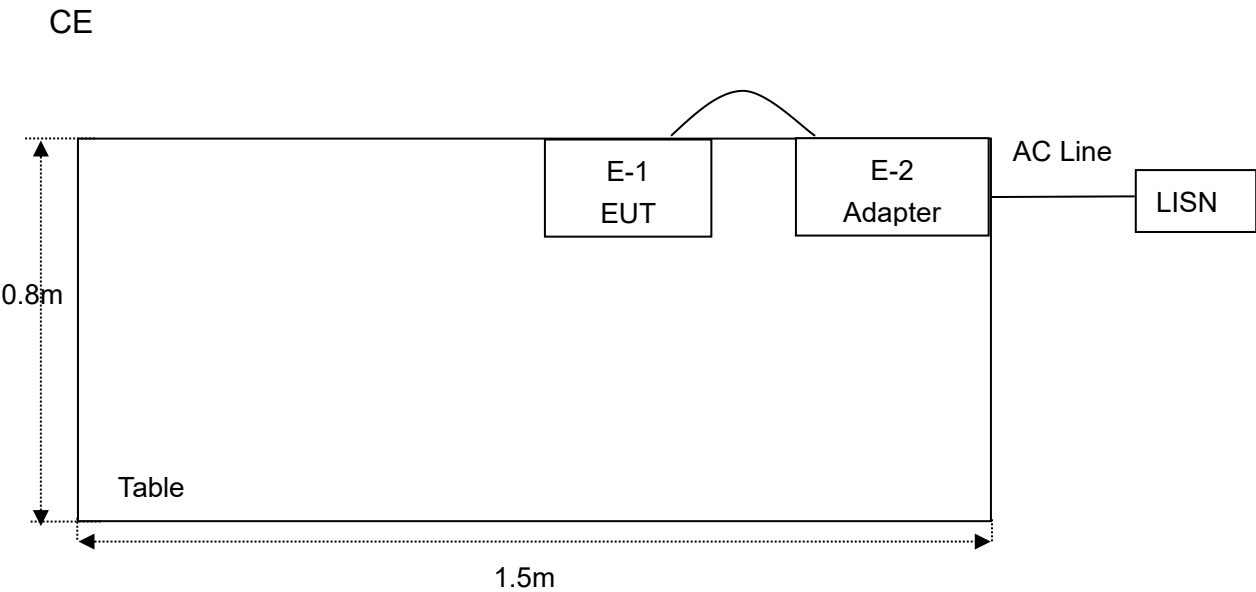 CE
AC Line
E-1
EUT
E-2
Adapter
LISN
0.8m
Table
1.5m